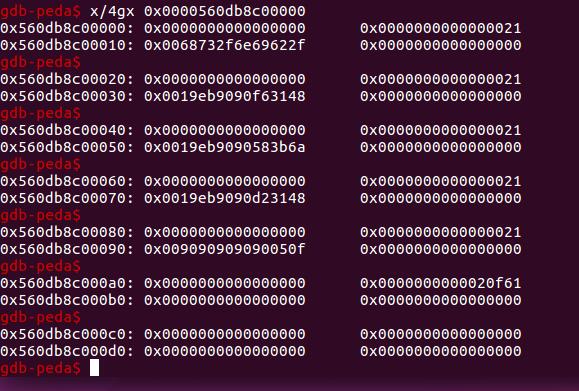 gdb-peda$ x/4gx 0x0000560db8c00000
0x560db8c00000: 0x0000000000000000 0x0000000000000021
0x560db8c00010: 0x0068732f6e69622f 0x0000000000000000
gdb-peda$
0x560db8c00020: 0x0000000000000000 0x0000000000000021
0x560db8c00030: 0x0019eb9090f63148 0x0000000000000000
gdb-peda$
0x560db8c00040: 0x0000000000000000 0x0000000000000021
0x560db8c00050: 0x0019eb9090583b6a 0x0000000000000000
gdb-peda$
0x560db8c00060: 0x0000000000000000 0x0000000000000021
0x560db8c00070: 0x0019eb9090d23148 0x0000000000000000
gdb-peda$
0x560db8c00080: 0x0000000000000000 0x0000000000000021
0x560db8c00090: 0x009090909090050f 0x0000000000000000
gdb-peda$
0x560db8c000a0: 0x0000000000000000 0x0000000000020f61
0x560db8c000b0: 0x0000000000000000 0x0000000000000000
gdb-peda$
0x560db8c000c0: 0x0000000000000000 0x0000000000000000
0x560db8c000d0: 0x0000000000000000 0x0000000000000000
gdb-peda$